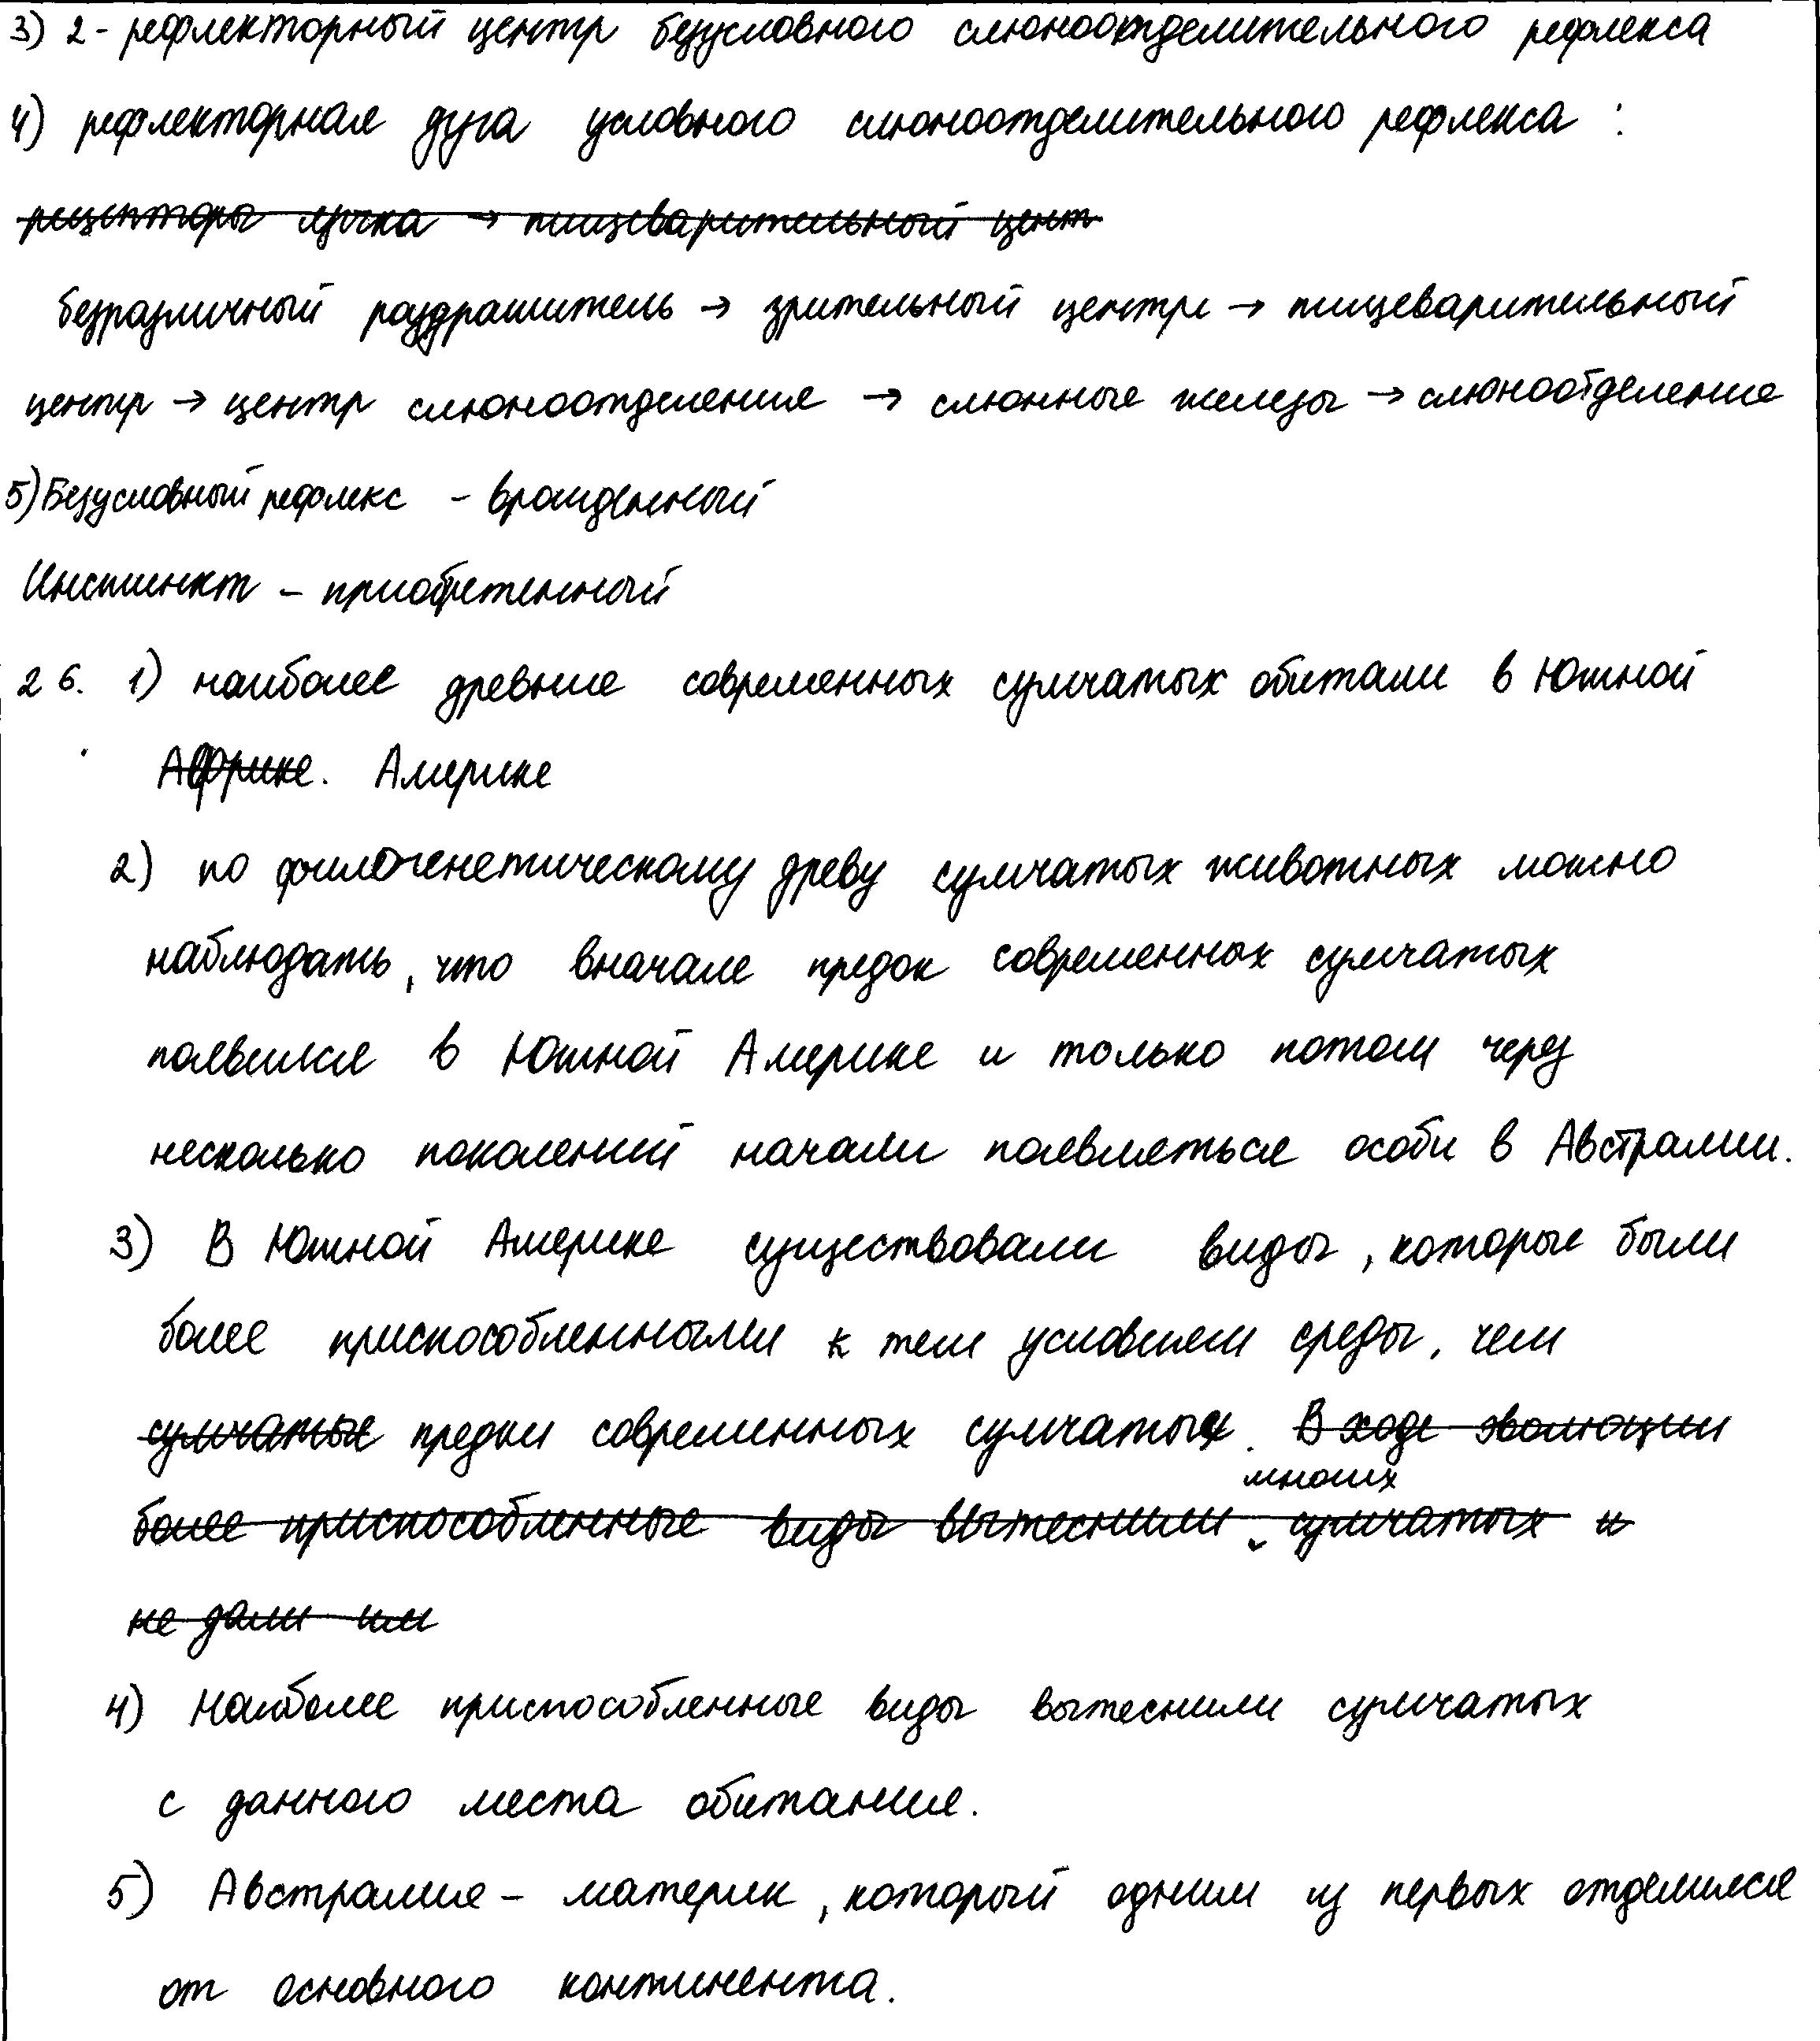 3) 2 - рефлекторный центр безусловного слюноотделительного рефлекса
4) рефлекторная дуга условного слюноотделительного рефлекса :
рецепторы язычка → пищеварительный цент
безразличный раздражитель → зрительный центр → пищеварительный
центр → центр слюноотделения → слюнные железы → слюноотделение
5) Безусловный рефлекс - врожденный
Инстинкт - приобретенный
26. 1) наиболее древние современных сумчатых обитали в Южной
Африке. Америке
2) по филогенетическому древу сумчатых животных можно
наблюдать, что вначале предок современных сумчатых
появился в Южной Америке и только потом через
несколько поколений начали появляться особи в Австралии.
3) В Южной Америке существовали виды, которые были
более приспособленными к тем условием среды, чем
сумчатые предки современных сумчатых. В ходе эволюции
многих
более приспособленные виды вытеснили сумчатых и
не дали им
4) Наиболее приспособленные виды вытеснили сумчатых
с данного места обитания.
5) Австралия - материк, который одним из первых отделился
от основного континента.